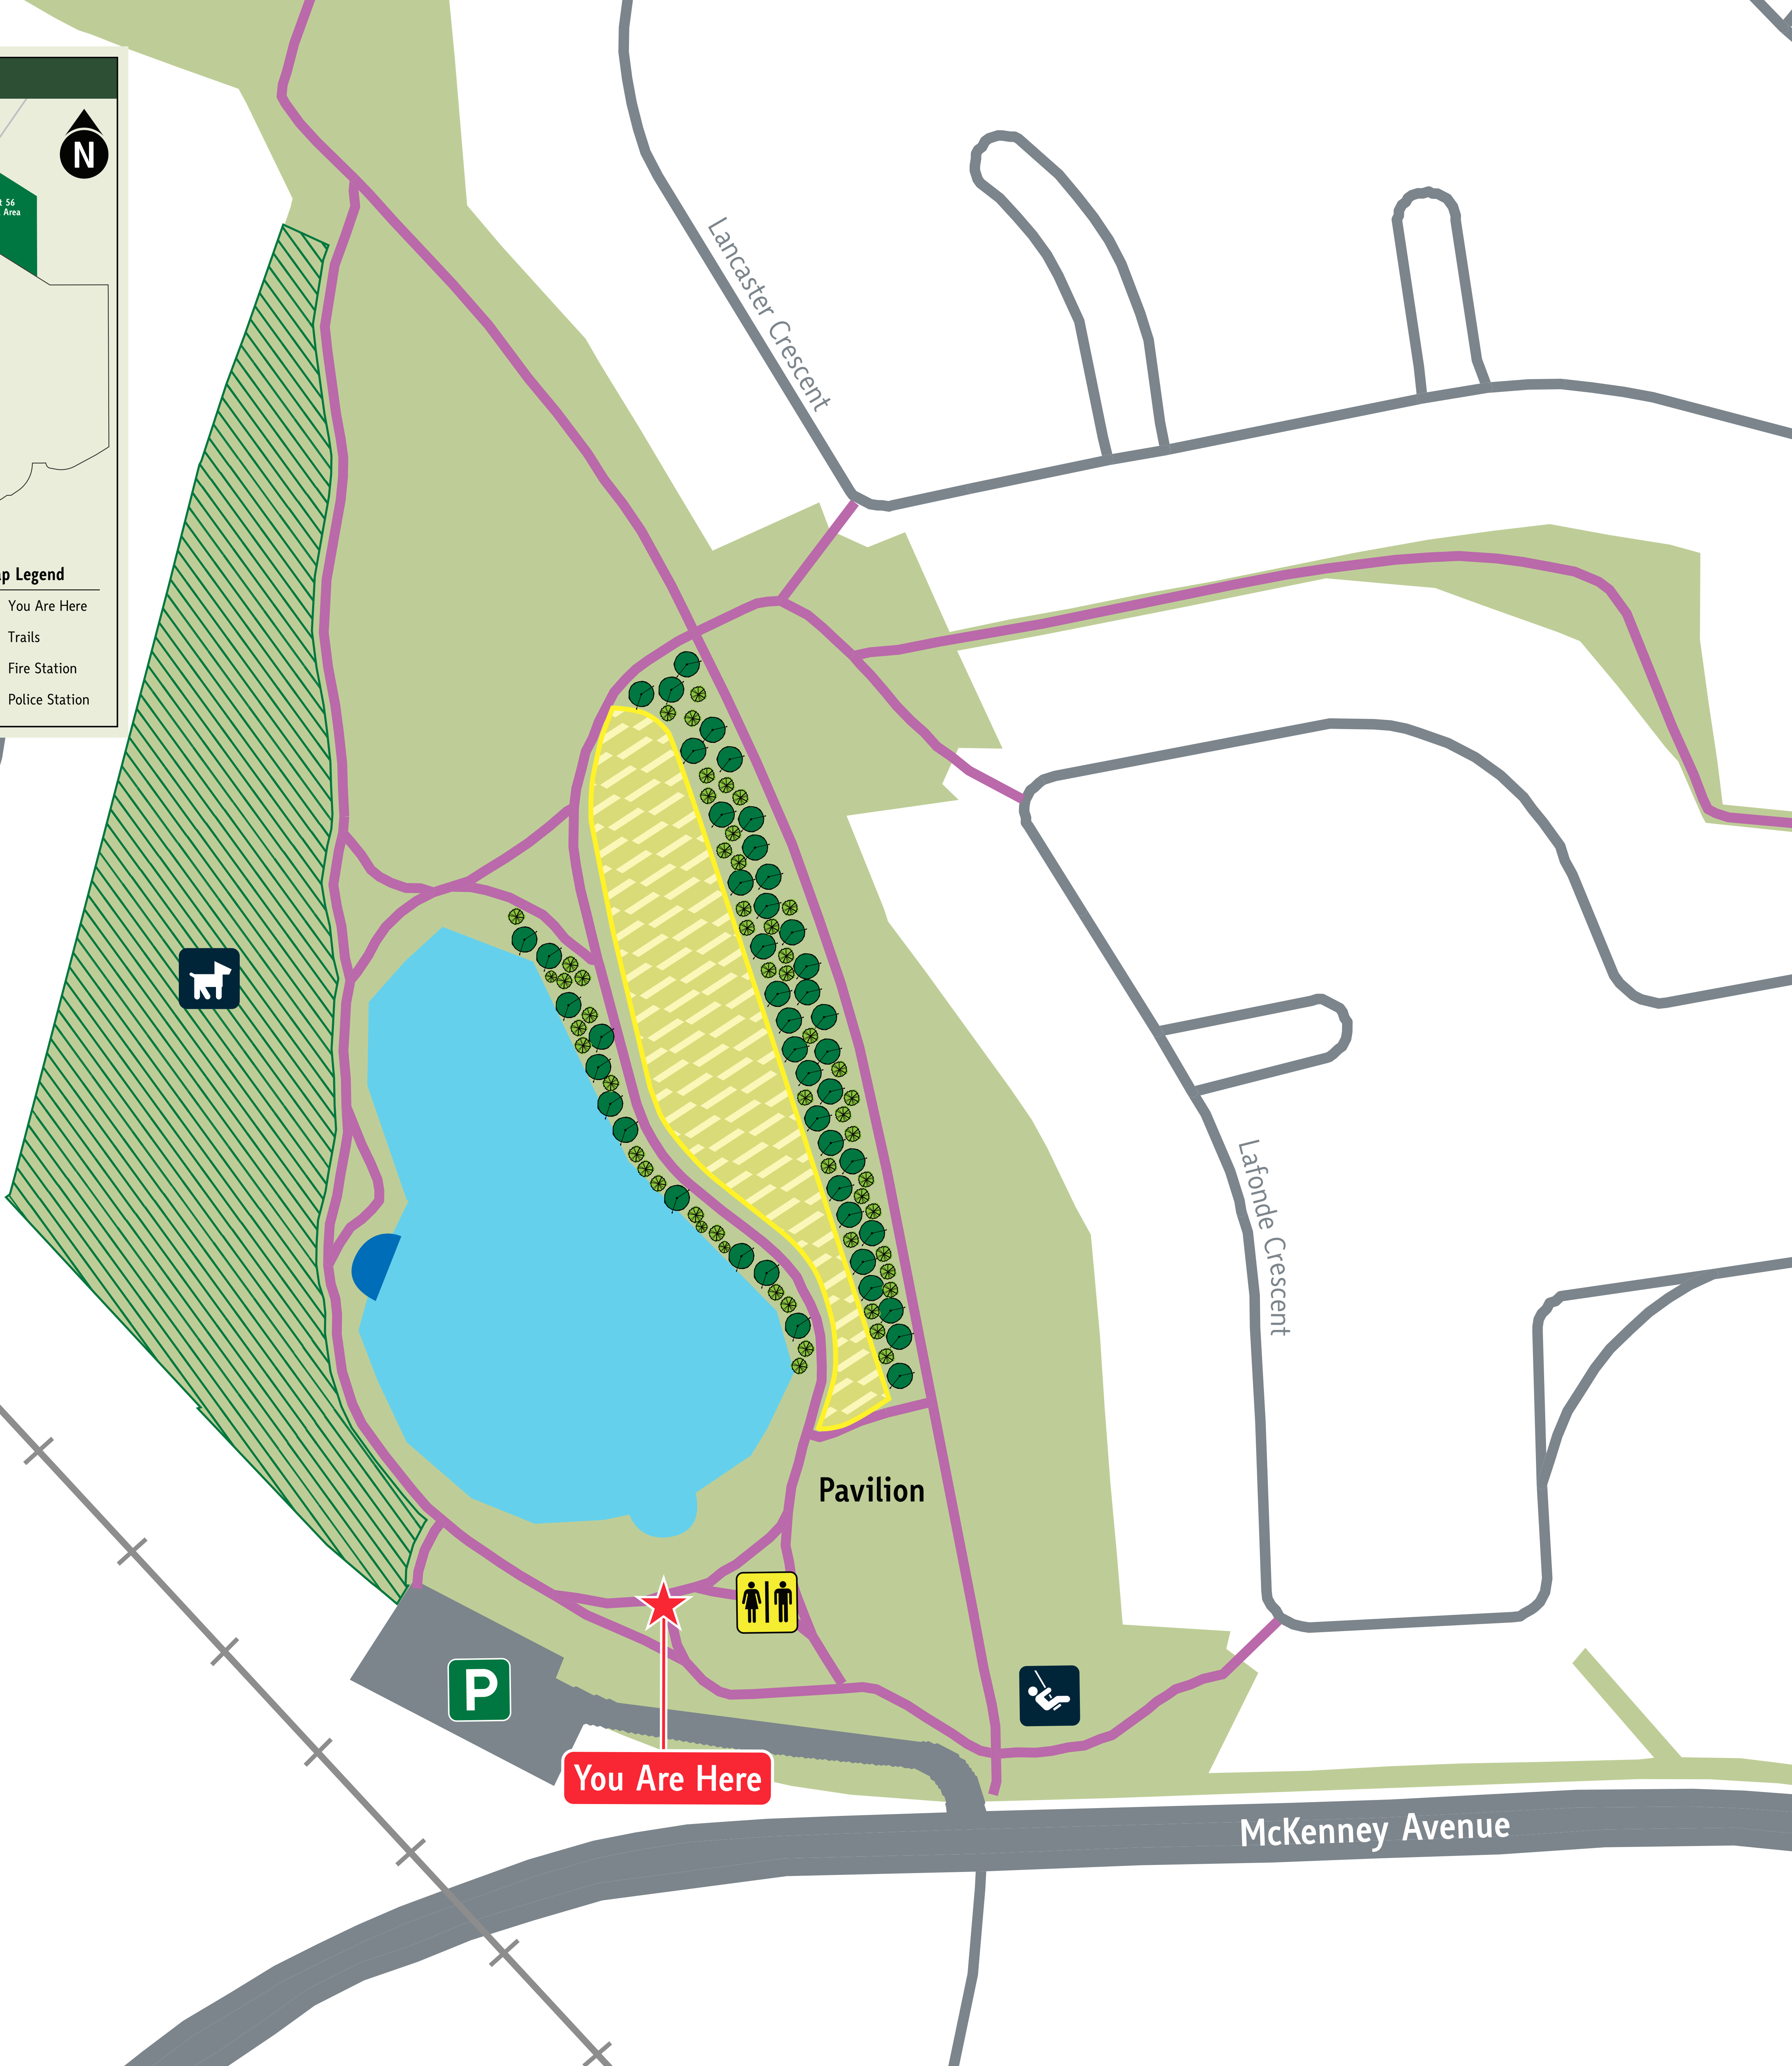 N
t 56
Area
p Legend
You Are Here
Trails
Fire Station
Police Station
Lancaster Crescent
Lafonde Crescent
Pavilion
P
You Are Here
McKenney Avenue